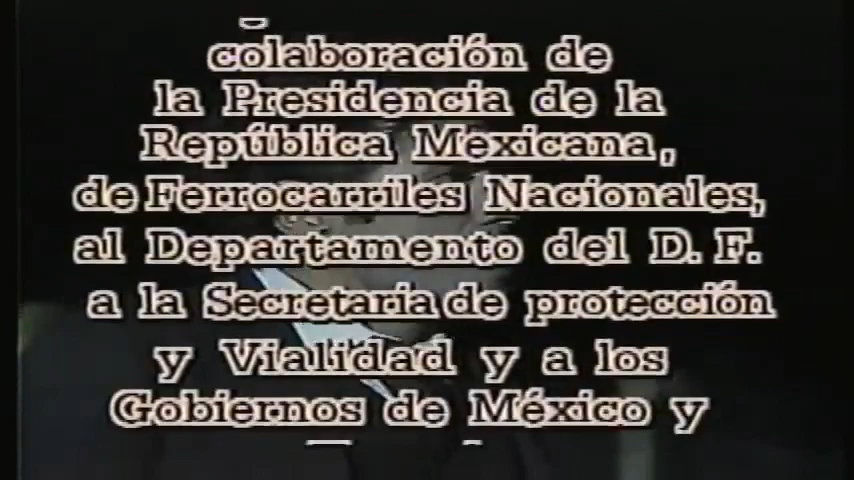 colaboración de
la Presidencia de la
República Mexicana,
de Ferrocarriles Nacionales,
al Departamento del D. F.
a la Secretaria de protección
y Vialidad y a los
Gobiernos de México y